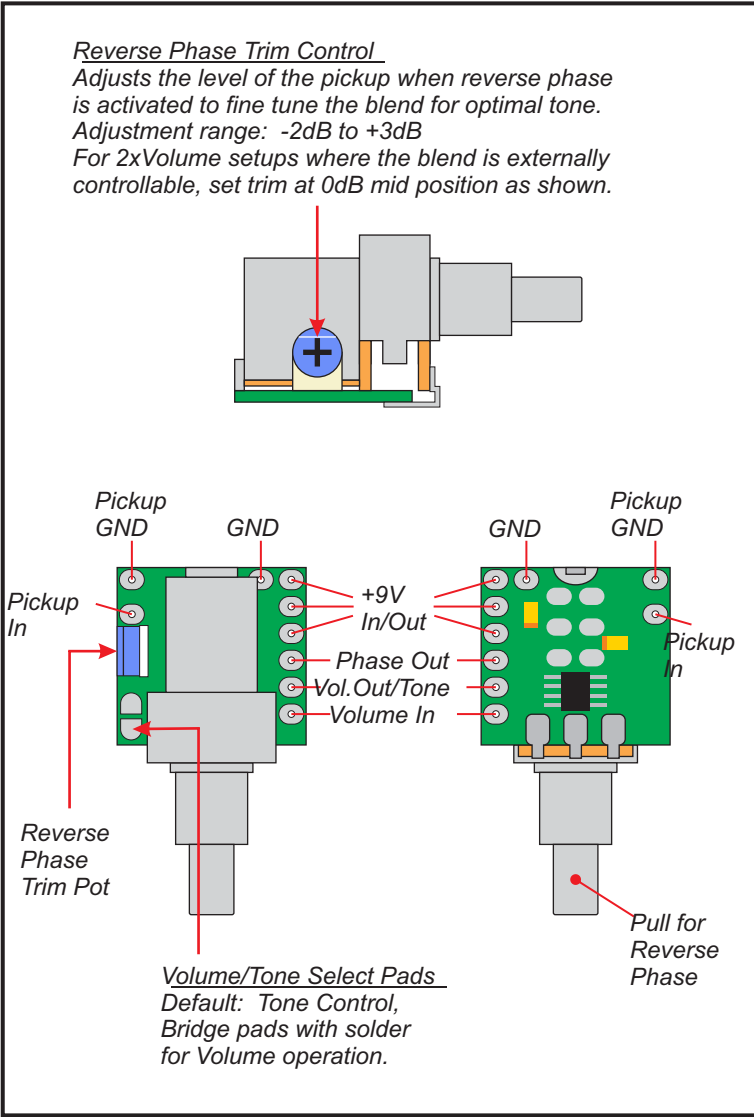 Reverse Phase Trim Control
Adjusts the level of the pickup when reverse phase
is activated to fine tune the blend for optimal tone.
Adjustment range:  -2dB to +3dB
For 2xVolume setups where the blend is externally
controllable, set trim at 0dB mid position as shown.
Pickup
GND
GND
GND
Pickup
GND
Pickup
In
+9V
In/Out
Phase Out
Vol.Out/Tone
Volume In
Pickup
In
Reverse
Phase
Trim Pot
Pull for
Reverse
Phase
Volume/Tone Select Pads
Default:  Tone Control,
Bridge pads with solder
for Volume operation.